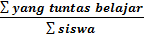 ∑ yang tuntas belajar
∑ siswa